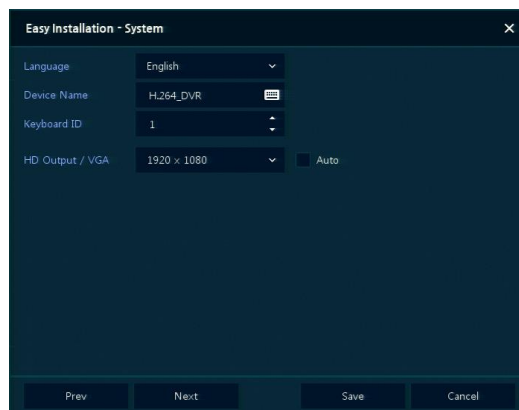 Easy Installation - System
Language English
Device Name H.264_DVR
Keyboard ID 1
HD Output / VGA 1920 x 1080 Auto
Prev Next Save Cancel